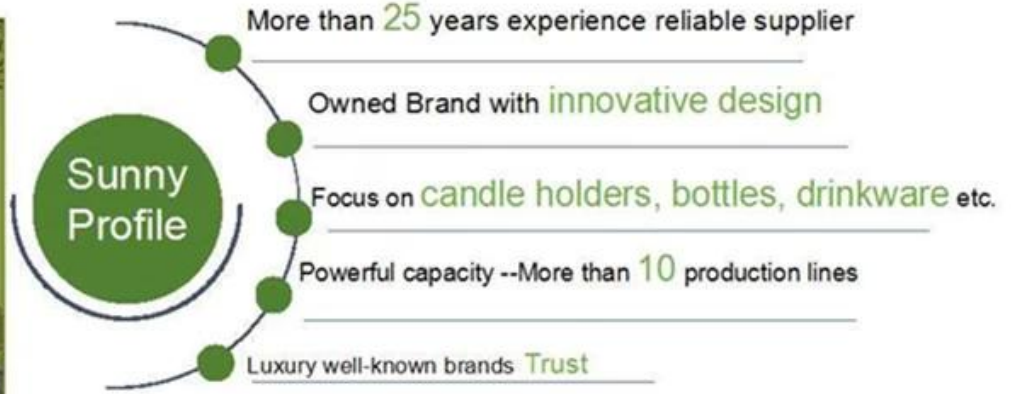 More than 25 years experience reliable supplier
Owned Brand with innovative design
Sunny
Profile
Focus on candle holders, bottles, drinkware etc.
Powerful capacity --More than 10 production lines
Luxury well-known brands Trust